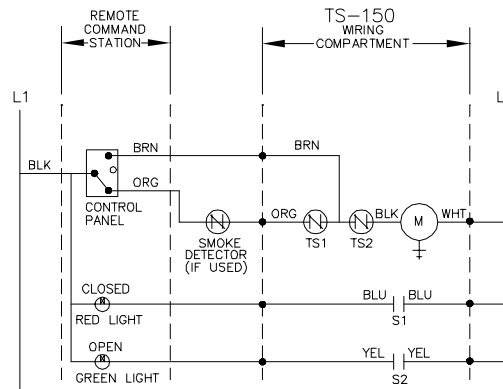 REMOTE
COMMAND
STATION
TS-150
WIRING
COMPARTMENT
L1
L
BLK
BRN
BRN
ORG
CONTROL
PANEL
SMOKE
DETECTOR
(IF USED)
ORG
TS1
TS2
BLK
M
WHT
CLOSED
RED LIGHT
BLU
BLU
S1
OPEN
GREEN LIGHT
YEL
YEL
S2